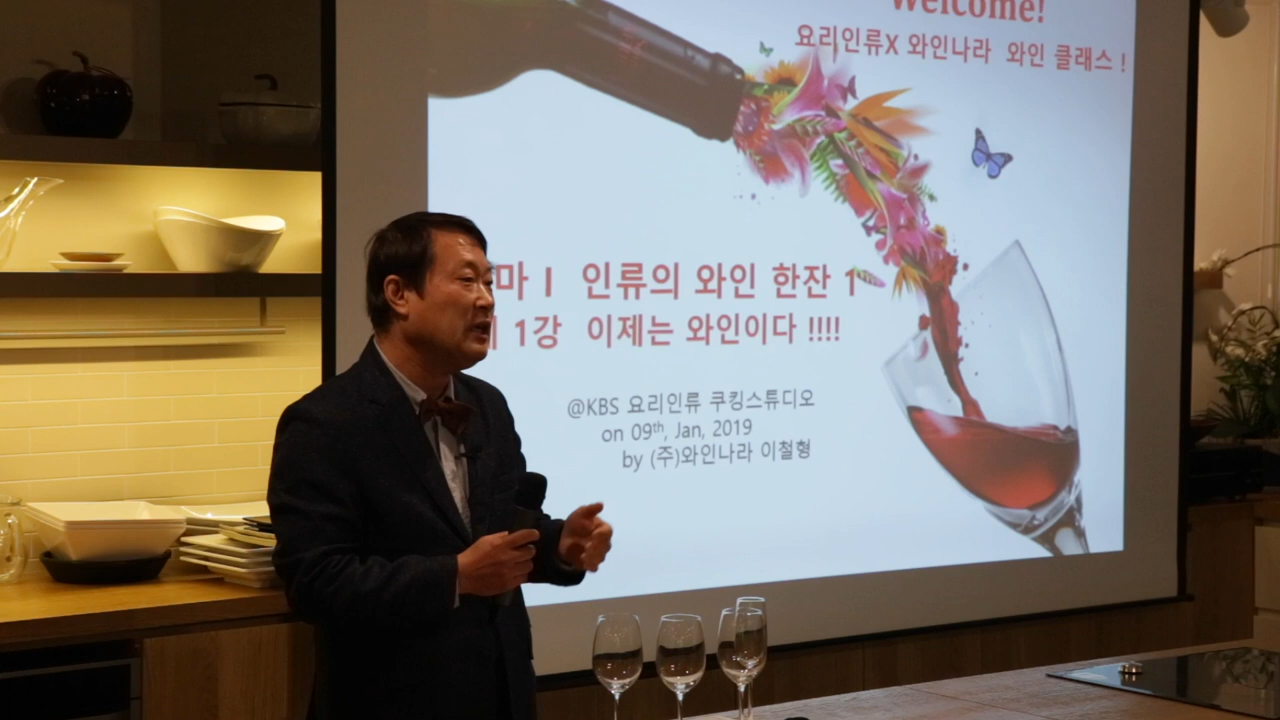 Welcome!
요리인류X 와인나라 와인 클래스 !
마 I 인류의 와인 한잔 1
1강 이제는 와인이다 !!!!
@KBS 요리인류 쿠킹스튜디오
on 09th, Jan, 2019
by (주)와인나라 이철형